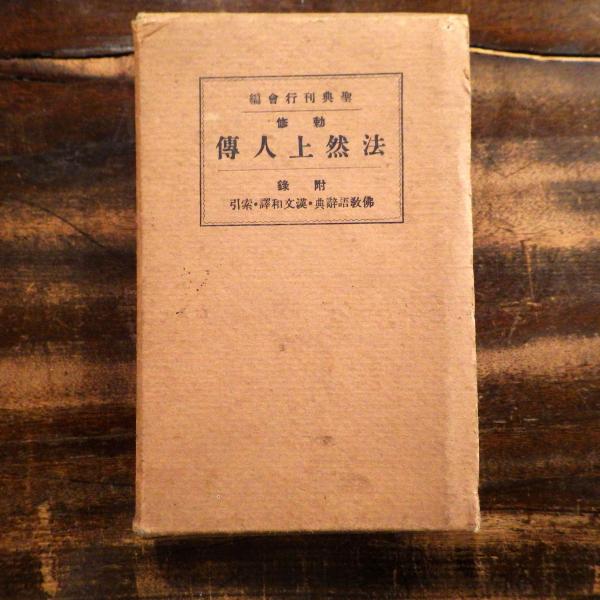 聖典刊行會編
勅修
法然上人傳
附錄
佛敎語辭典・漢文和譯・索引